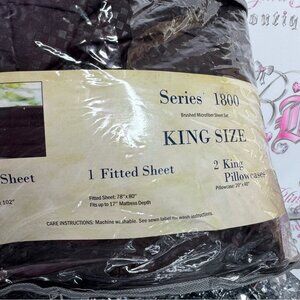 Series 1800
Brushed Microfiber Sheet Set
KING SIZE
Sheet
1 Fitted Sheet
2 King
Pillowcases
102"
Fitted Sheet: 78"x 80"
Fits up to 17" Mattress Depth
Pillowcase: 20" x 40"
CARE INSTRUCTIONS: Machine washable. See sewn label for wash instructions.